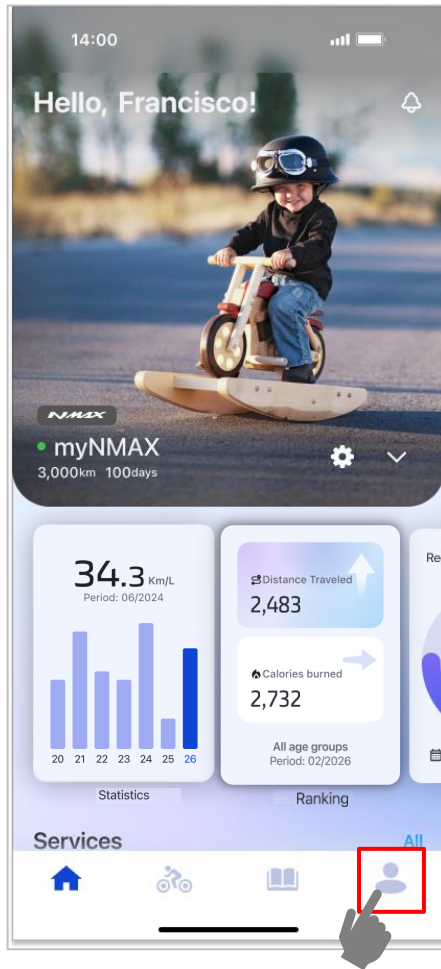 14:00
Hello, Francisco!
NMAX
myNMAX
3,000km 100days
34.3 Km/L
Period: 06/2024
20 21 22 23 24 25 26
Statistics
Distance Traveled
2,483
Calories burned
2,732
All age groups
Period: 02/2026
Ranking
Re
Services
All